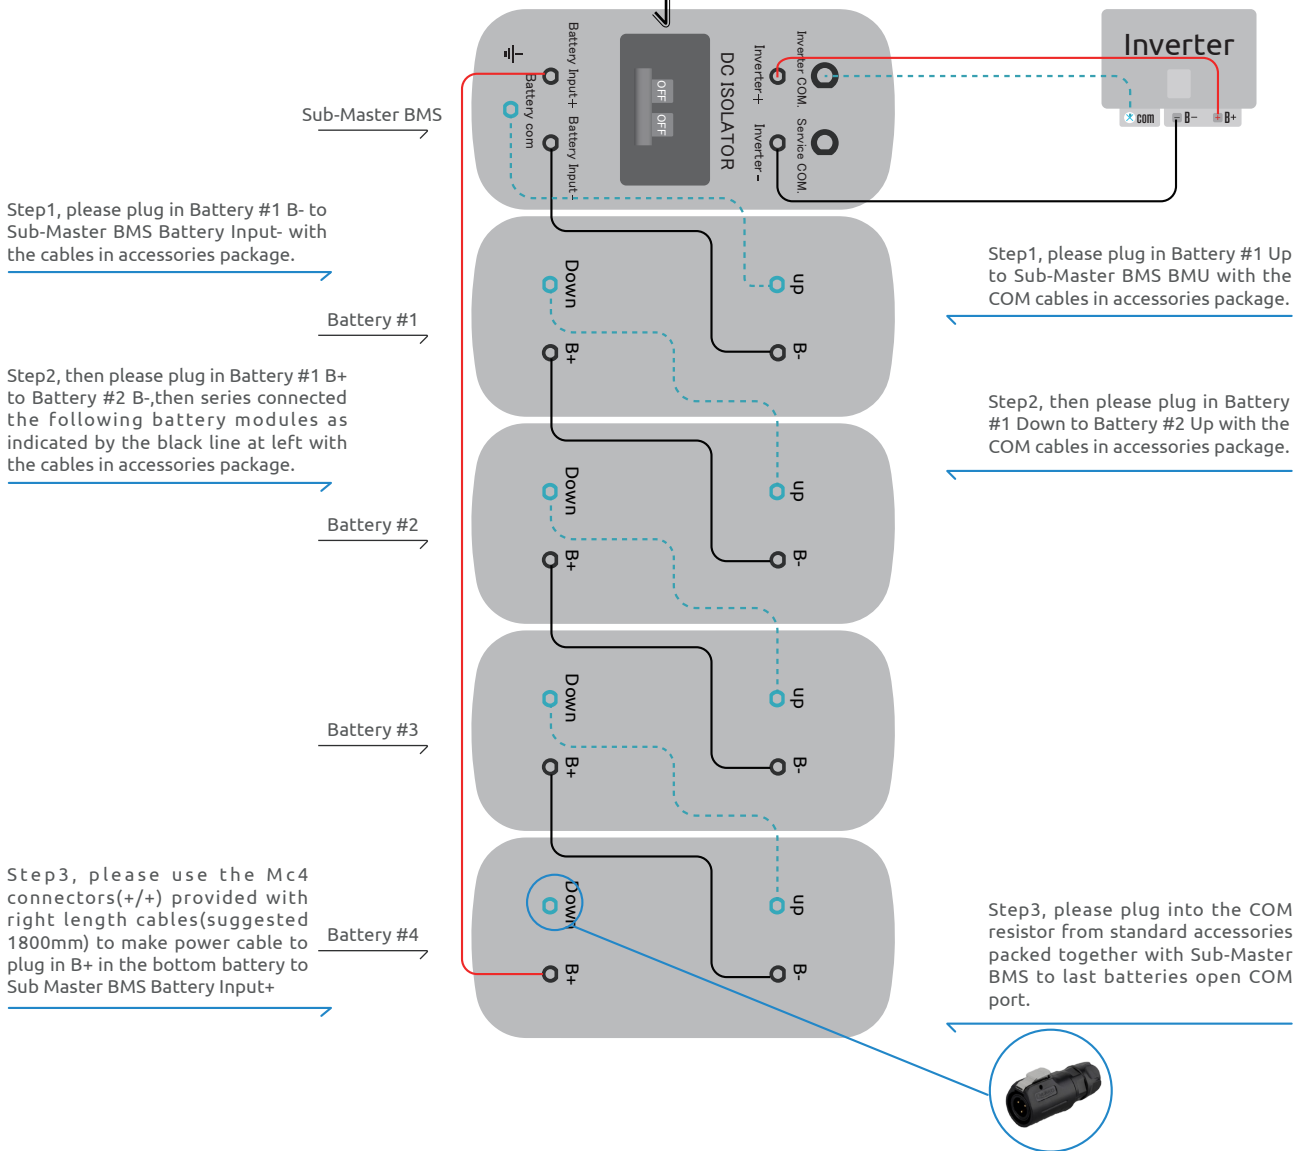 Inverter
com
B-
B+
Battery Input+
Battery Input-
Battery com
OFF
OFF
DC ISOLATOR
Inverter+
Inverter-
Inverter COM.
Service COM.
Sub-Master BMS
Step1, please plug in Battery #1 B- to
Sub-Master BMS Battery Input- with
the cables in accessories package.
Step1, please plug in Battery #1 Up
to Sub-Master BMS BMU with the
COM cables in accessories package.
Down
up
Battery #1
B+
B-
Step2, then please plug in Battery #1 B+
to Battery #2 B-,then series connected
the following battery modules as
indicated by the black line at left with
the cables in accessories package.
Step2, then please plug in Battery
#1 Down to Battery #2 Up with the
COM cables in accessories package.
Down
up
Battery #2
B+
B-
Down
up
Battery #3
B+
B-
Step3, please use the Mc4
connectors(+/+) provided with
right length cables(suggested
1800mm) to make power cable to
plug in B+ in the bottom battery to
Sub Master BMS Battery Input+
Down
up
Battery #4
B+
B-
Step3, please plug into the COM
resistor from standard accessories
packed together with Sub-Master
BMS to last batteries open COM
port.